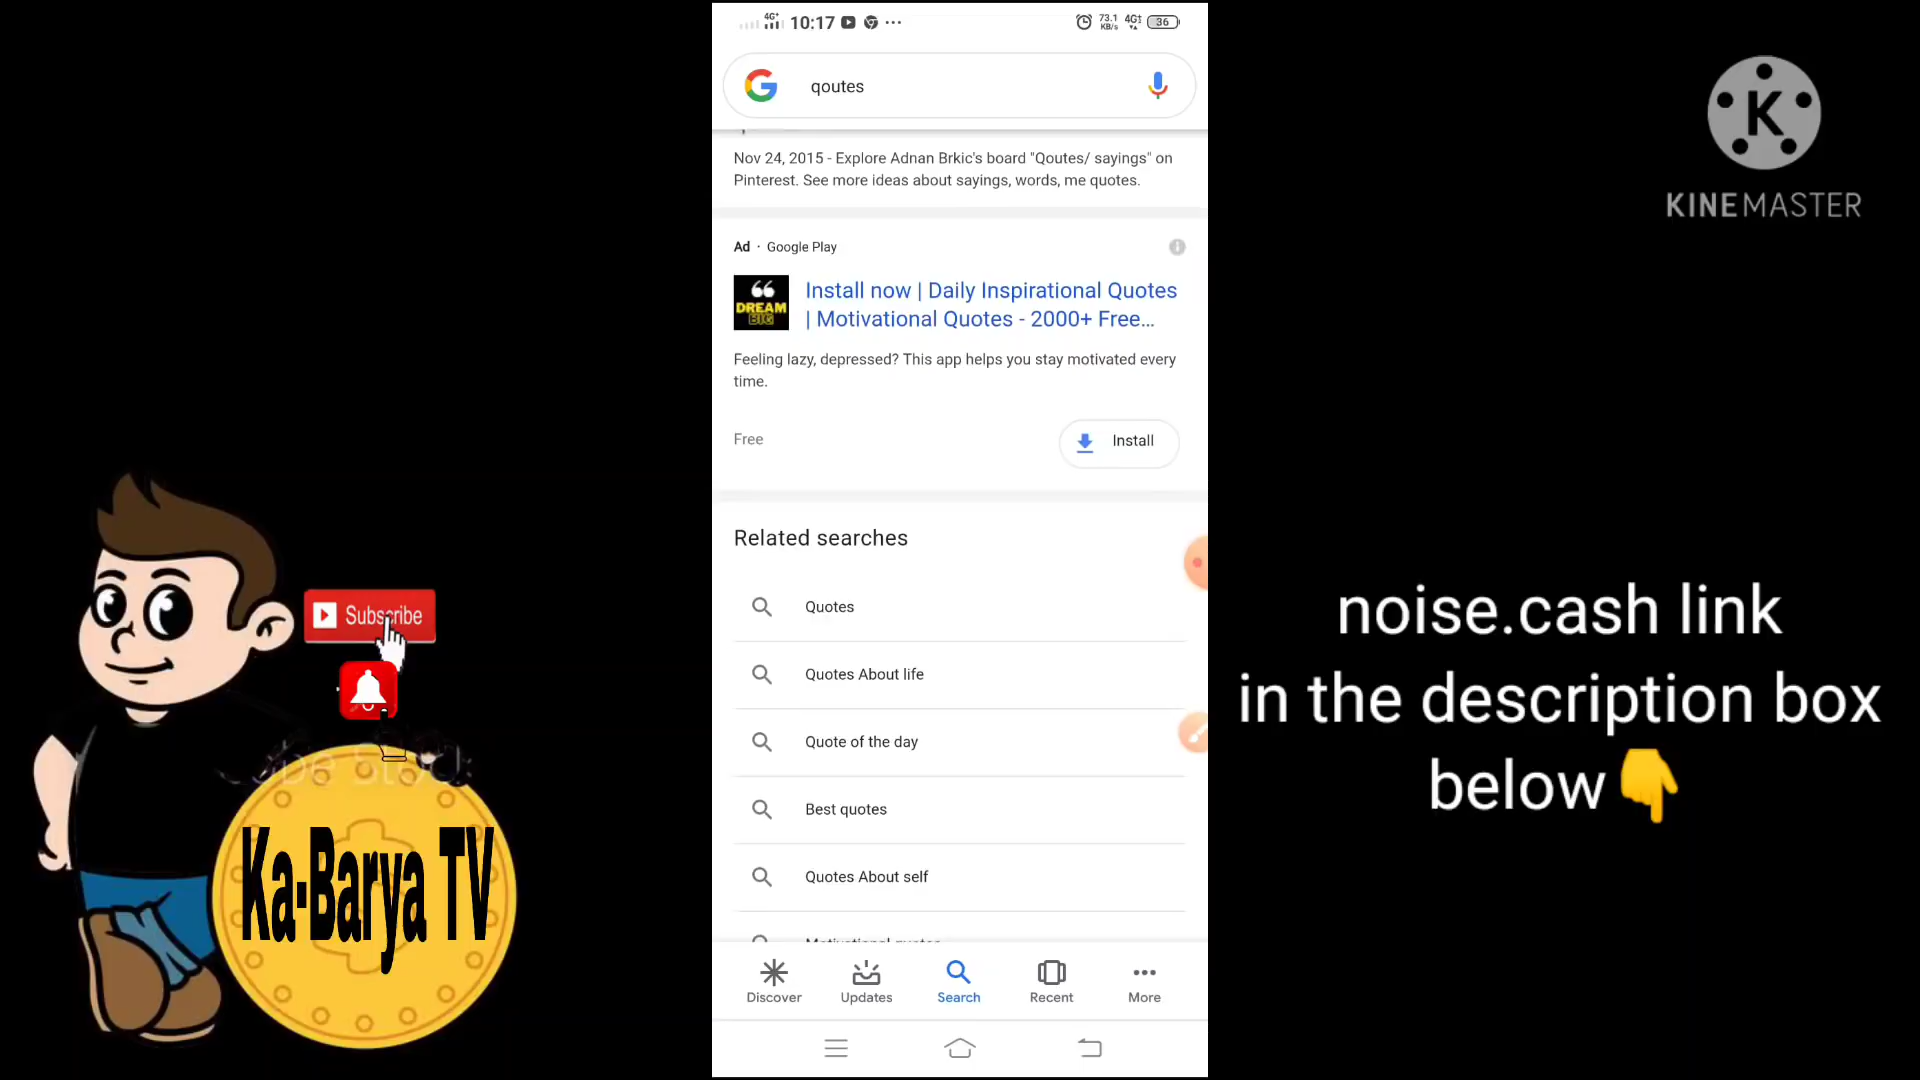 4G+ 10:17 ... 73.1 KB/s 4G+ 36
qoutes
Nov 24, 2015 - Explore Adnan Brkic's board "Qoutes/ sayings" on
Pinterest. See more ideas about sayings, words, me quotes.
Ad · Google Play
DREAM
BIG
Install now | Daily Inspirational Quotes
| Motivational Quotes - 2000+ Free...
Feeling lazy, depressed? This app helps you stay motivated every
time.
Free
Install
Related searches
Quotes
Quotes About life
Quote of the day
Best quotes
Quotes About self
Motivational quotes
Discover
Updates
Search
Recent
More
Subscribe
Ka-Barya TV
K
KINEMASTER
noise.cash link
in the description box
below👇